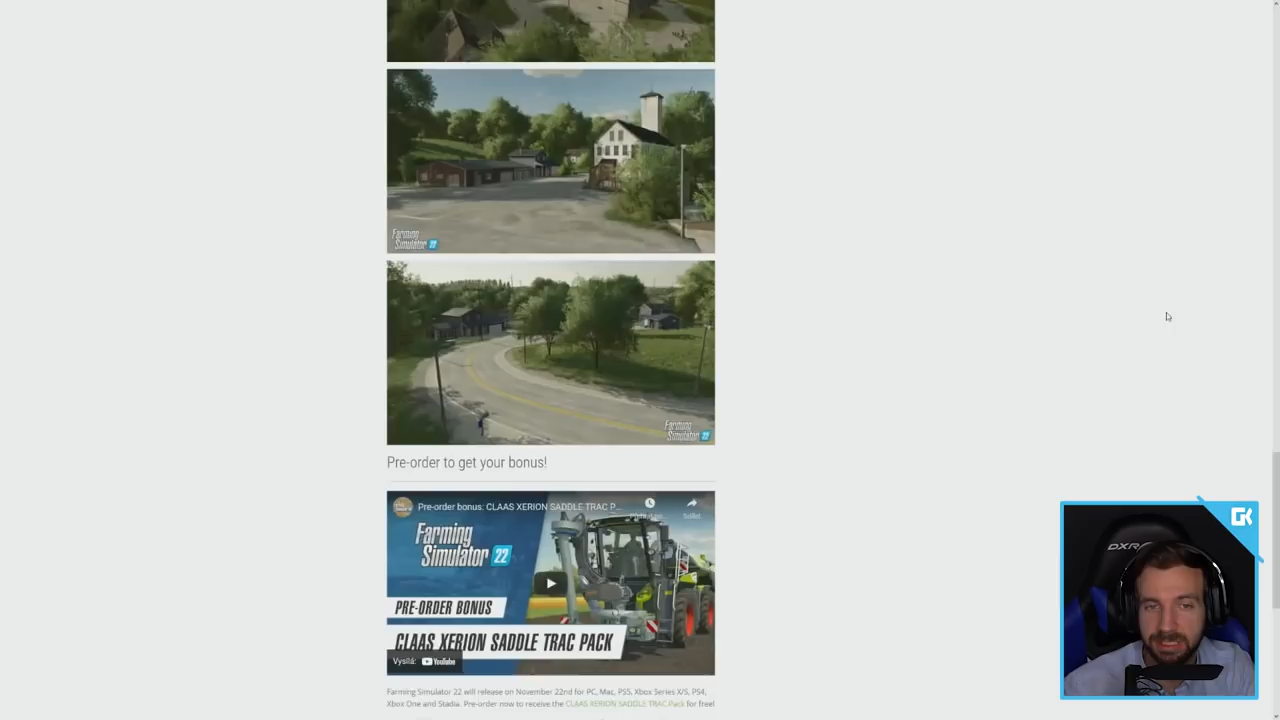 Farming
Simulator 22
Farming
Simulator 22
Pre-order to get your bonus!
Pre-order bonus: CLAAS XERION SADDLE TRAC P...
Sdílet
Farming
Simulator 22
PRE-ORDER BONUS
CLAAS XERION SADDLE TRAC PACK
Vysílá: YouTube
Farming Simulator 22 will release on November 22nd for PC, Mac, PS5, Xbox Series X/S, PS4,
Xbox One and Stadia. Pre-order now to receive the CLAAS XERION SADDLE TRAC Pack for free!
GK
DXR